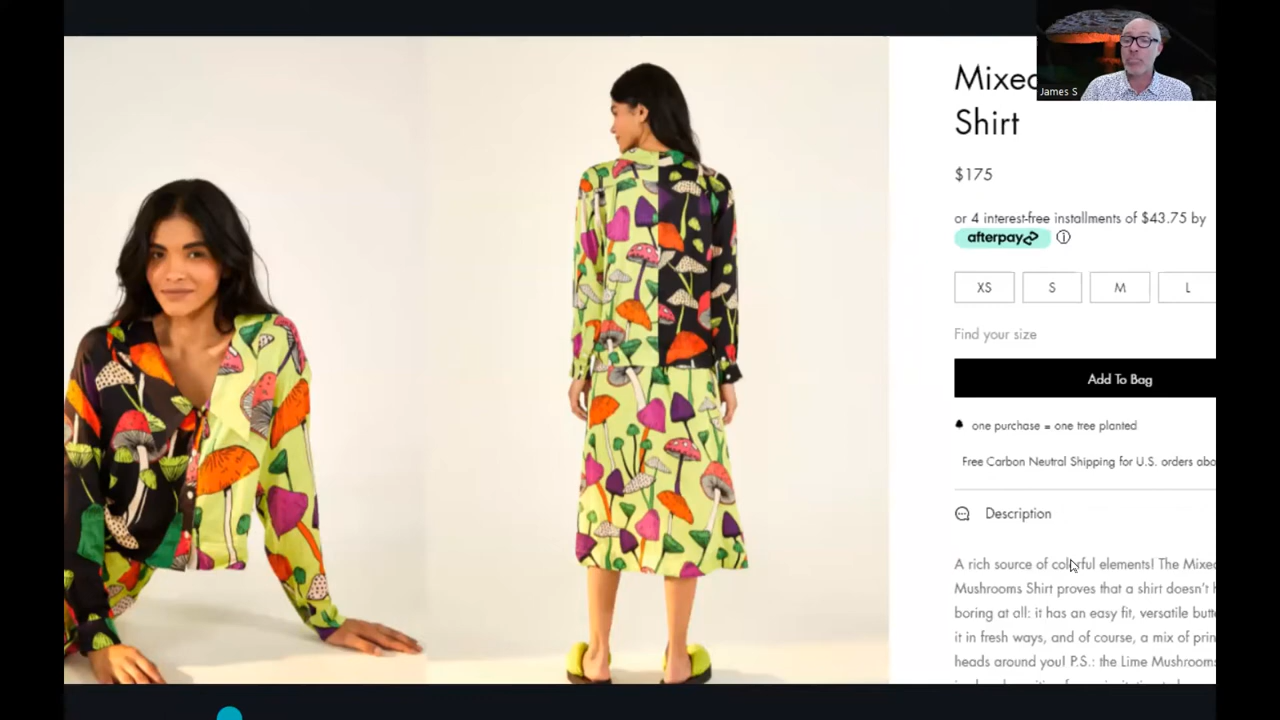 Mixed
Shirt
James S
$175
or 4 interest-free installments of $43.75 by
afterpay
XS
S
M
L
Find your size
Add To Bag
one purchase = one tree planted
Free Carbon Neutral Shipping for U.S. orders abo
Description
A rich source of colorful elements! The Mixed
Mushrooms Shirt proves that a shirt doesn't h
boring at all: it has an easy fit, versatile butt
it in fresh ways, and of course, a mix of prin
heads around you! P.S.: the Lime Mushrooms